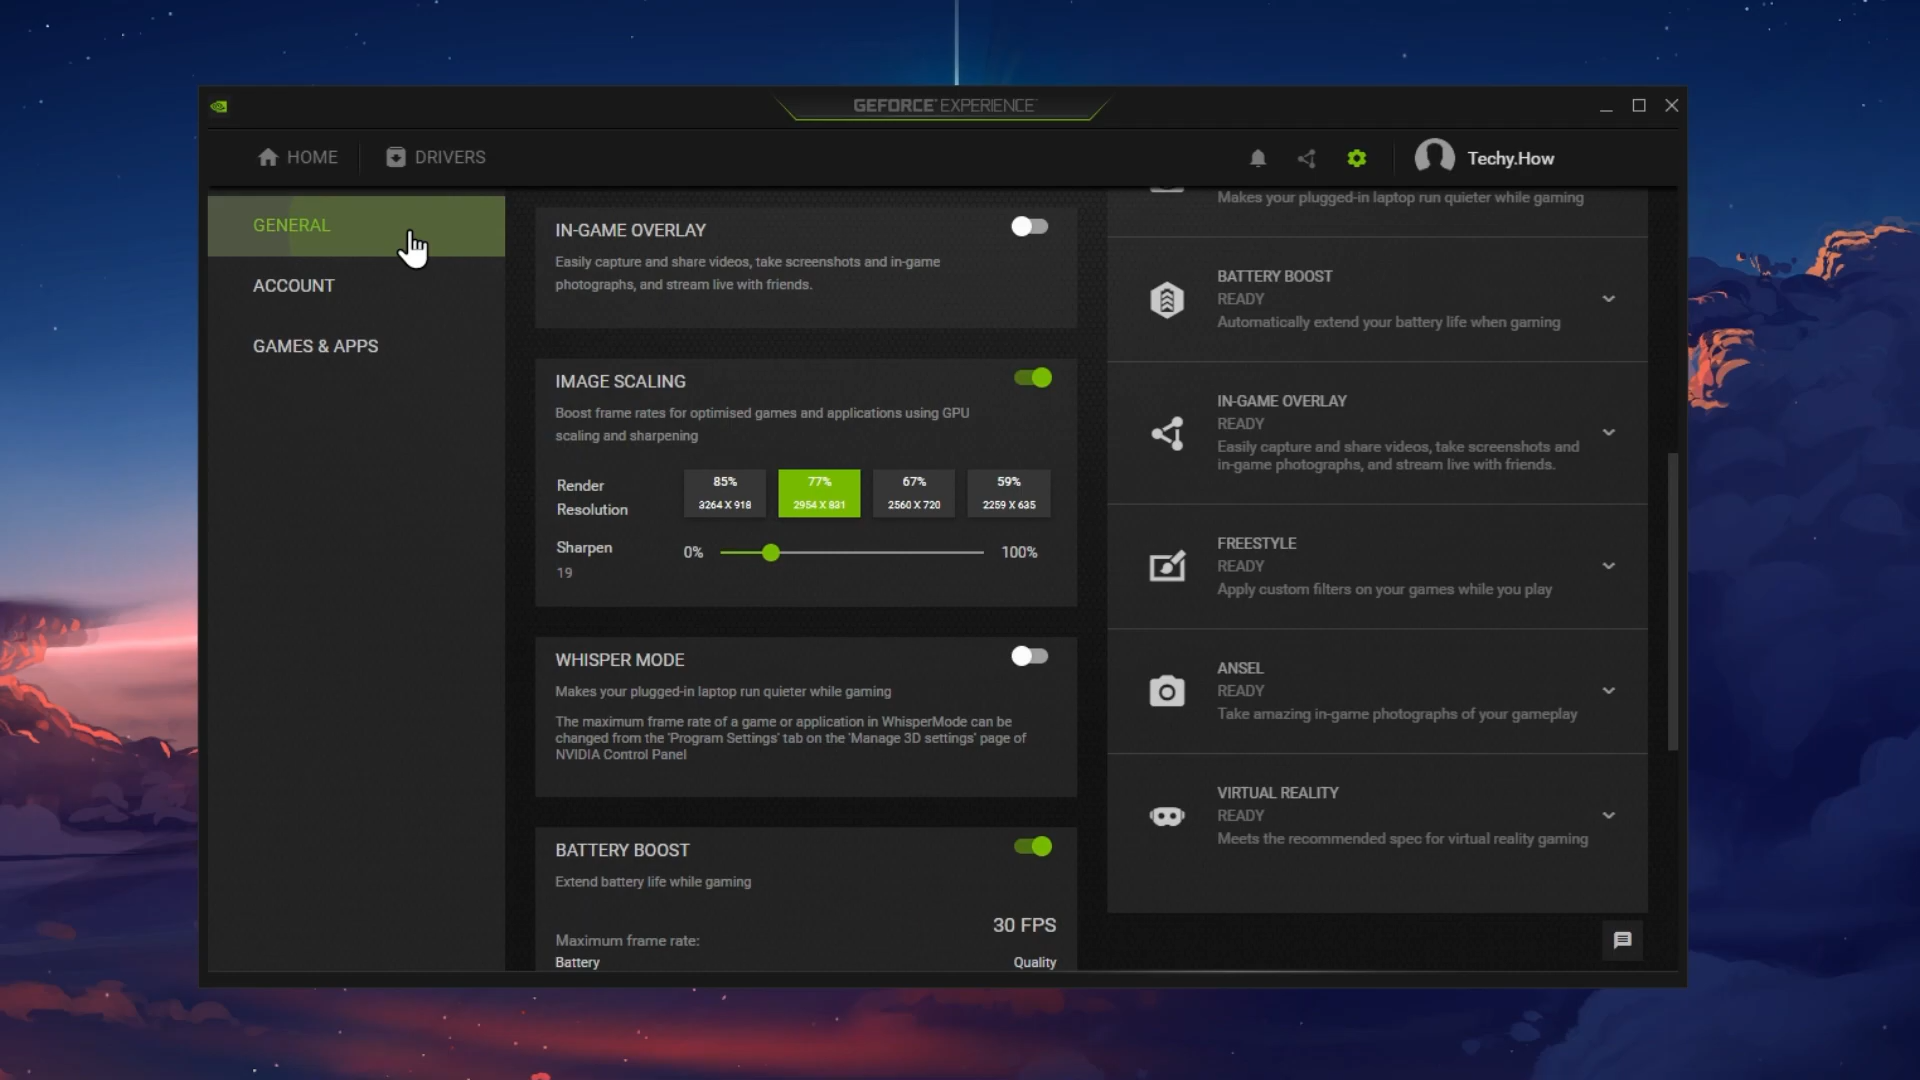 GEFORCE EXPERIENCE
HOME
DRIVERS
Techy.How
GENERAL
ACCOUNT
GAMES & APPS
IN-GAME OVERLAY
Easily capture and share videos, take screenshots and in-game
photographs, and stream live with friends.
IMAGE SCALING
Boost frame rates for optimised games and applications using GPU
scaling and sharpening
Render
Resolution
85%
3264 X 918
77%
2954 X 831
67%
2560 X 720
59%
2259 X 635
Sharpen
19
0%
100%
WHISPER MODE
Makes your plugged-in laptop run quieter while gaming
The maximum frame rate of a game or application in WhisperMode can be
changed from the 'Program Settings' tab on the 'Manage 3D settings' page of
NVIDIA Control Panel
BATTERY BOOST
Extend battery life while gaming
30 FPS
Maximum frame rate:
Battery
Quality
Makes your plugged-in laptop run quieter while gaming
BATTERY BOOST
READY
Automatically extend your battery life when gaming
IN-GAME OVERLAY
READY
Easily capture and share videos, take screenshots and
in-game photographs, and stream live with friends.
FREESTYLE
READY
Apply custom filters on your games while you play
ANSEL
READY
Take amazing in-game photographs of your gameplay
VIRTUAL REALITY
READY
Meets the recommended spec for virtual reality gaming